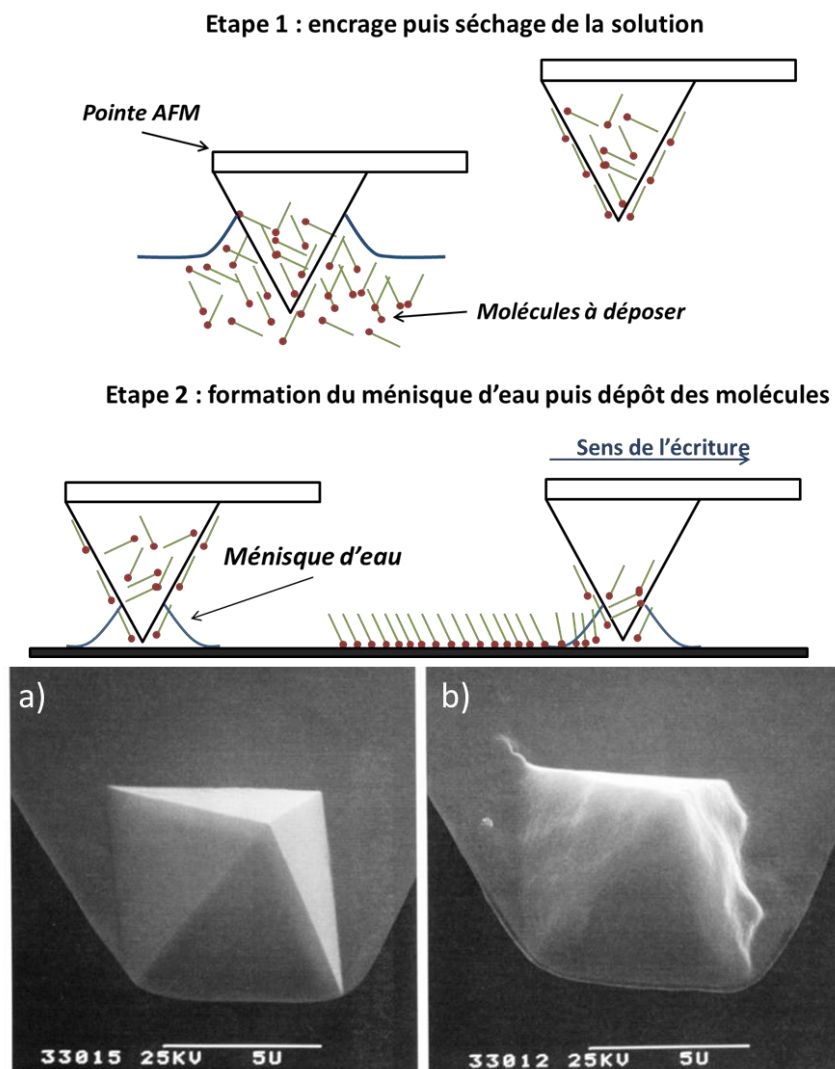 Etape 1 : encrage puis séchage de la solution
Pointe AFM
Molécules à déposer
Etape 2 : formation du ménisque d'eau puis dépôt des molécules
Sens de l'écriture
Ménisque d'eau
a)
b)
33015 25KV 5U
33012 25KV 5U